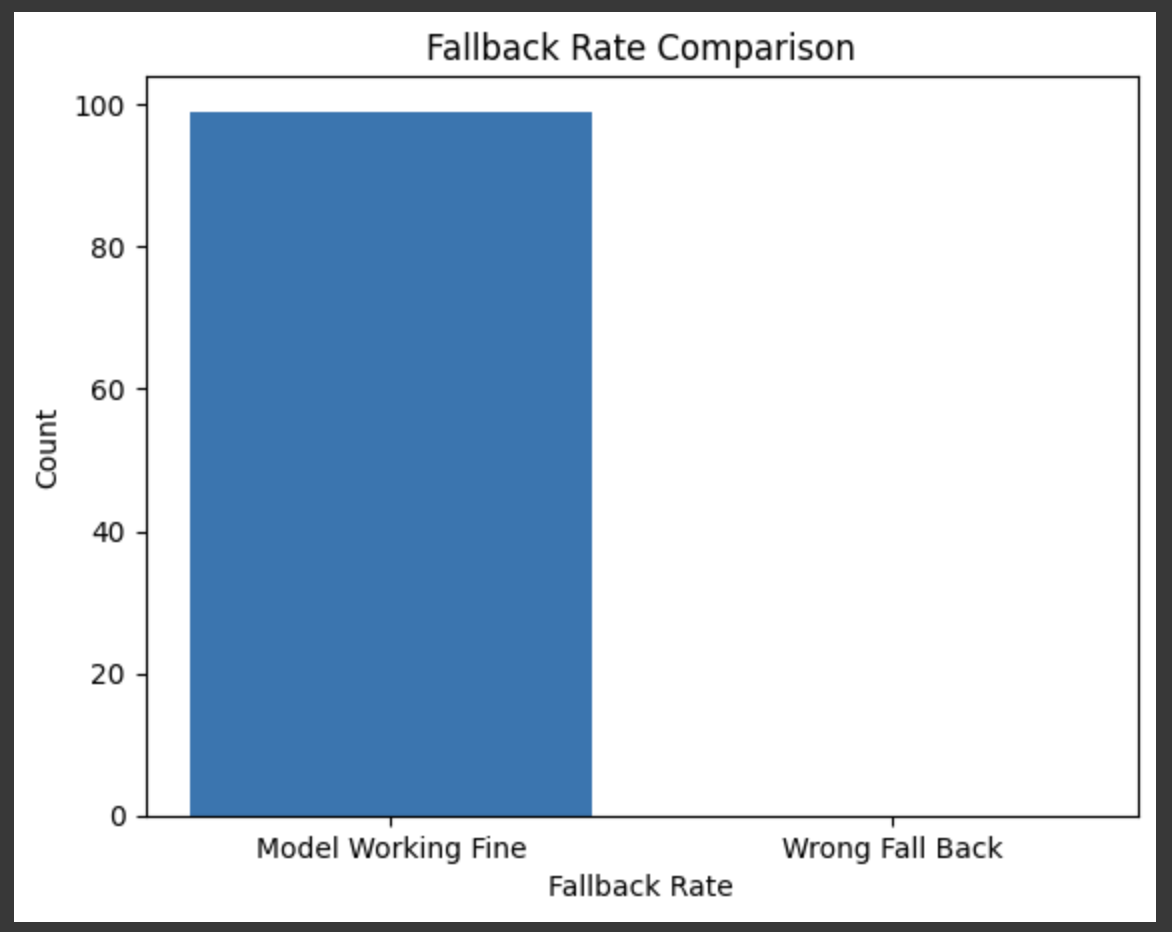 Fallback Rate Comparison
100
80
60
40
20
0
Count
Model Working Fine
Wrong Fall Back
Fallback Rate